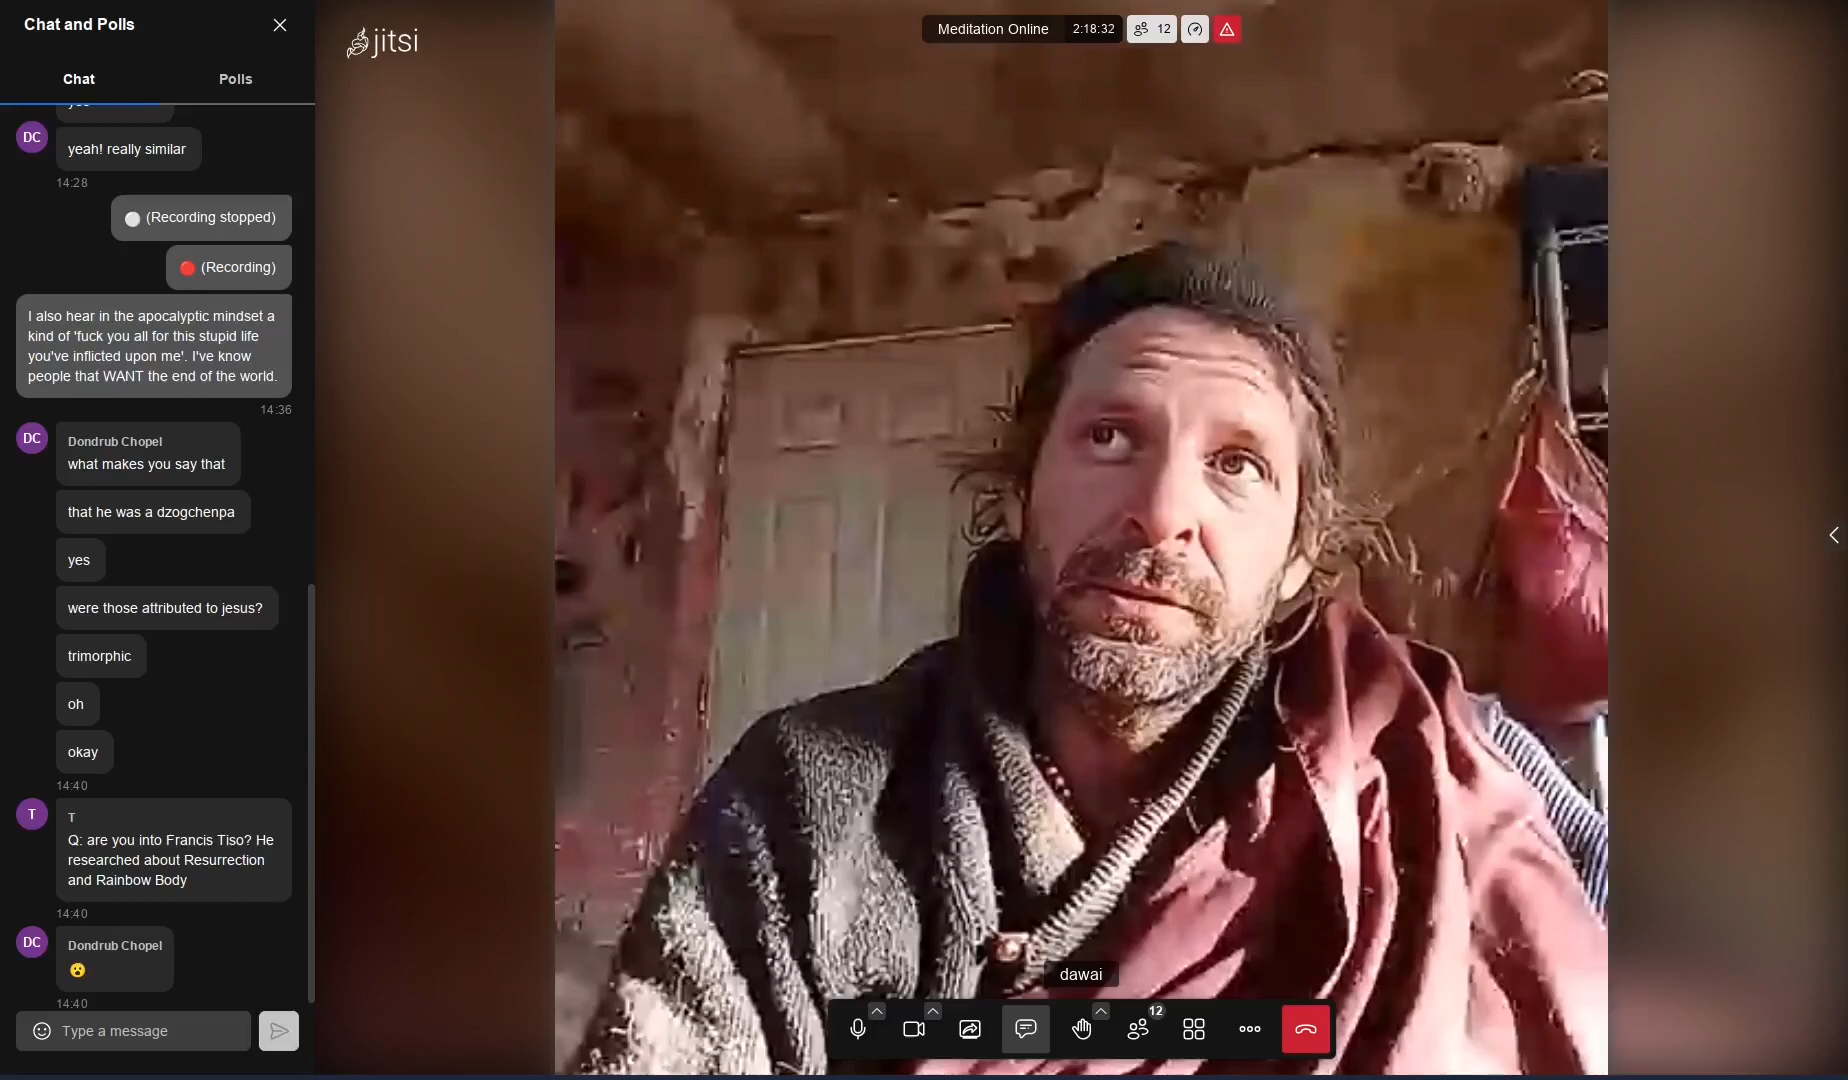 Chat and Polls
Chat
Polls
DC
yeah! really similar
14:28
(Recording stopped)
(Recording)
I also hear in the apocalyptic mindset a
kind of 'fuck you all for this stupid life
you've inflicted upon me'. I've know
people that WANT the end of the world.
14:36
DC
Dondrub Chopel
what makes you say that
that he was a dzogchenpa
yes
were those attributed to jesus?
trimorphic
oh
okay
14:40
T
T
Q: are you into Francis Tiso? He
researched about Resurrection
and Rainbow Body
14:40
DC
Dondrub Chopel
14:40
Type a message
jitsi
Meditation Online
2:18:32
12
dawai
12